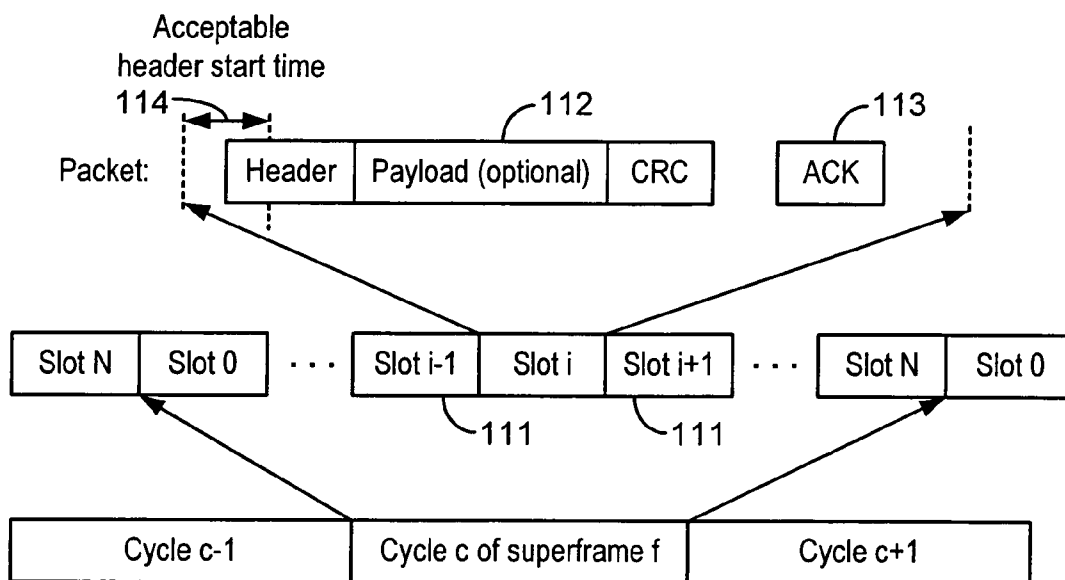 Acceptable
header start time
114
112
113
Packet:
Header
Payload (optional)
CRC
ACK
Slot N
Slot 0
· · ·
Slot i-1
Slot i
Slot i+1
· · ·
Slot N
Slot 0
111
111
Cycle c-1
Cycle c of superframe f
Cycle c+1